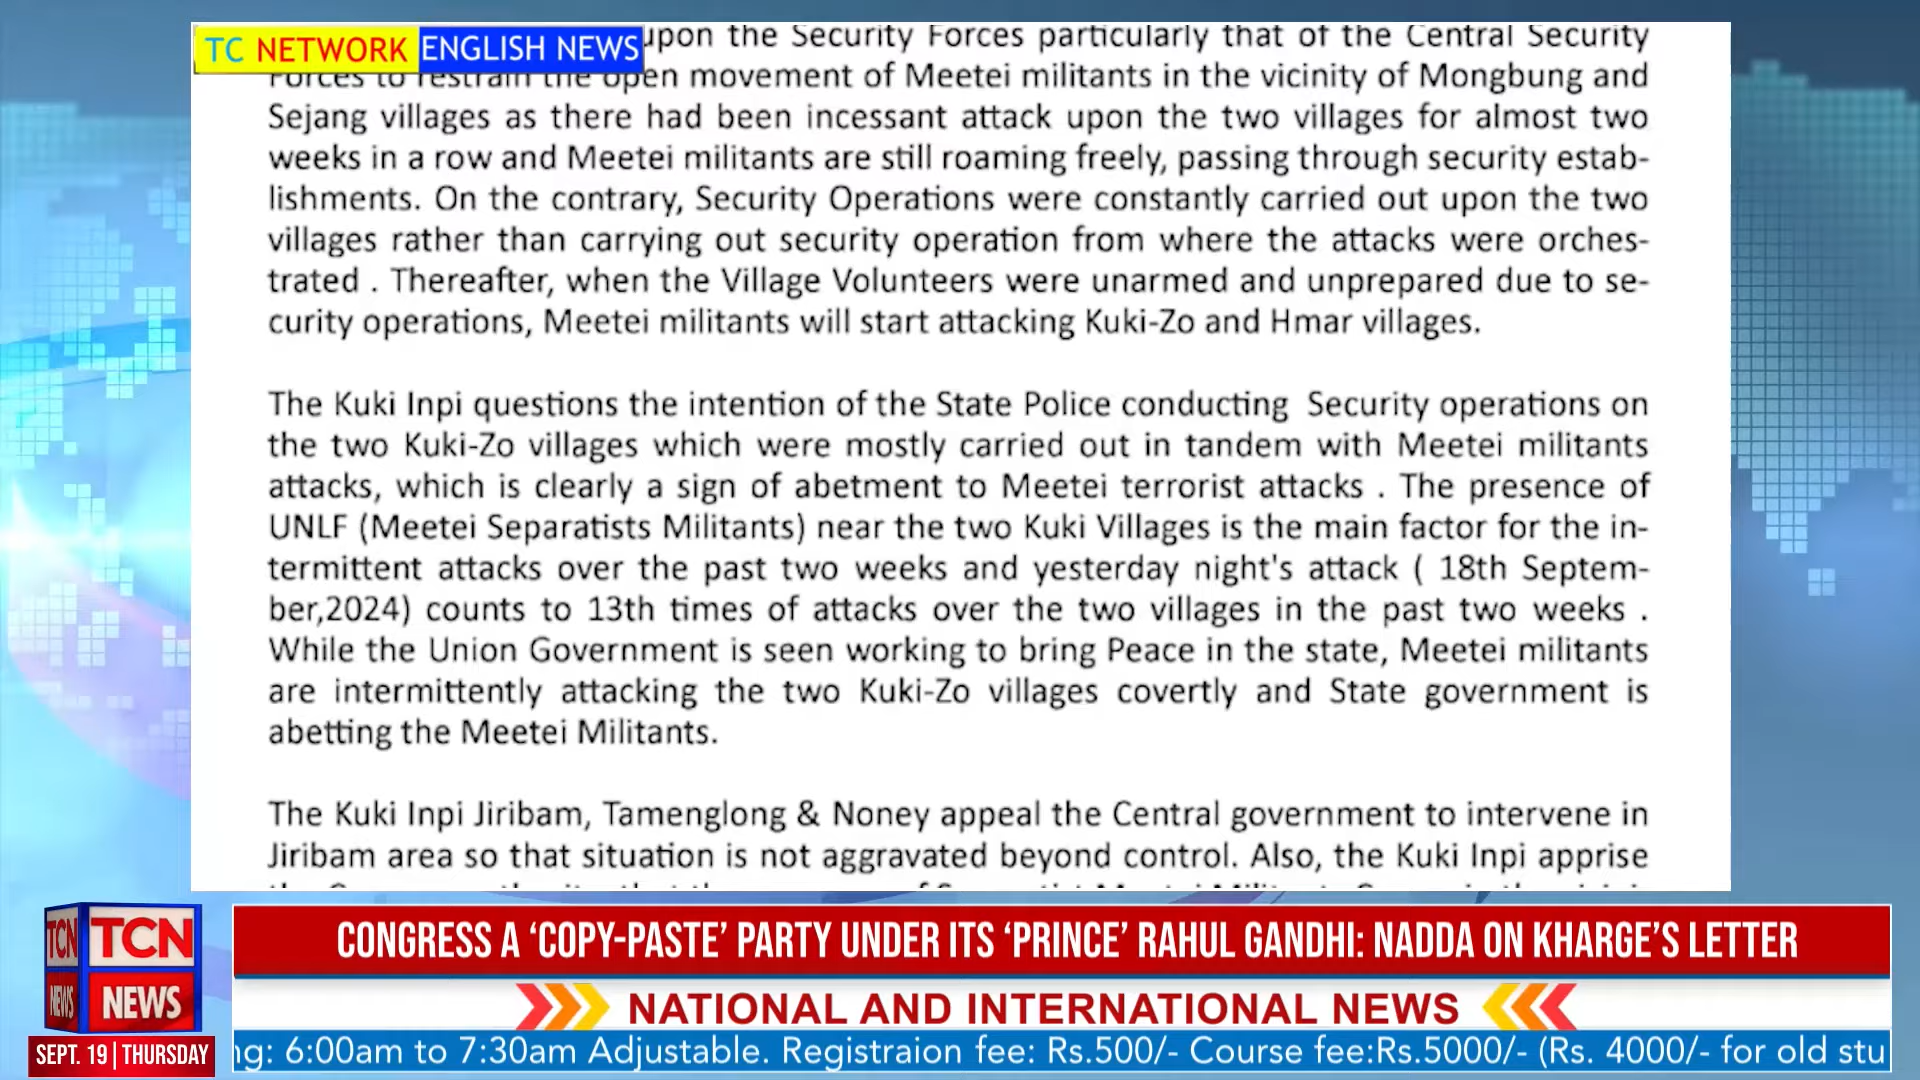 TC NETWORK ENGLISH NEWS
upon the Security Forces particularly that of the Central Security
Forces to restrain the open movement of Meetei militants in the vicinity of Mongbung and
Sejang villages as there had been incessant attack upon the two villages for almost two
weeks in a row and Meetei militants are still roaming freely, passing through security estab-
lishments. On the contrary, Security Operations were constantly carried out upon the two
villages rather than carrying out security operation from where the attacks were orches-
trated . Thereafter, when the Village Volunteers were unarmed and unprepared due to se-
curity operations, Meetei militants will start attacking Kuki-Zo and Hmar villages.
The Kuki Inpi questions the intention of the State Police conducting  Security operations on
the two Kuki-Zo villages which were mostly carried out in tandem with Meetei militants
attacks, which is clearly a sign of abetment to Meetei terrorist attacks . The presence of
UNLF (Meetei Separatists Militants) near the two Kuki Villages is the main factor for the in-
termittent attacks over the past two weeks and yesterday night's attack ( 18th Septem-
ber,2024) counts to 13th times of attacks over the two villages in the past two weeks .
While the Union Government is seen working to bring Peace in the state, Meetei militants
are intermittently attacking the two Kuki-Zo villages covertly and State government is
abetting the Meetei Militants.
The Kuki Inpi Jiribam, Tamenglong & Noney appeal the Central government to intervene in
Jiribam area so that situation is not aggravated beyond control. Also, the Kuki Inpi apprise
TCN TCN
NEWS NEWS
CONGRESS A ‘COPY-PASTE’ PARTY UNDER ITS ‘PRINCE’ RAHUL GANDHI: NADDA ON KHARGE’S LETTER
NATIONAL AND INTERNATIONAL NEWS
SEPT. 19 | THURSDAY
ng: 6:00am to 7:30am Adjustable. Registraion fee: Rs.500/- Course fee:Rs.5000/- (Rs. 4000/- for old stu